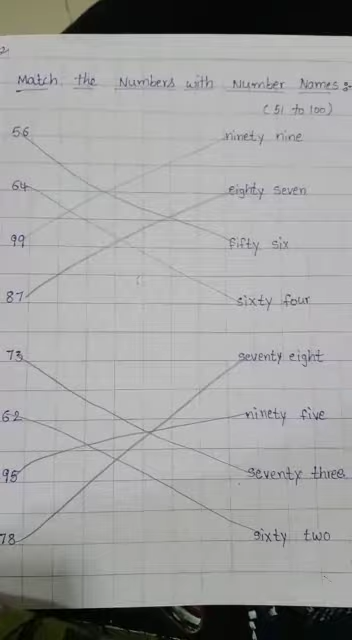 2
Match the Numbers with Number Names:-
(51 to 100)
56 ninety nine
64 eighty seven
99 fifty six
87 sixty four
73 seventy eight
62 ninety five
95 seventy three
78 sixty two